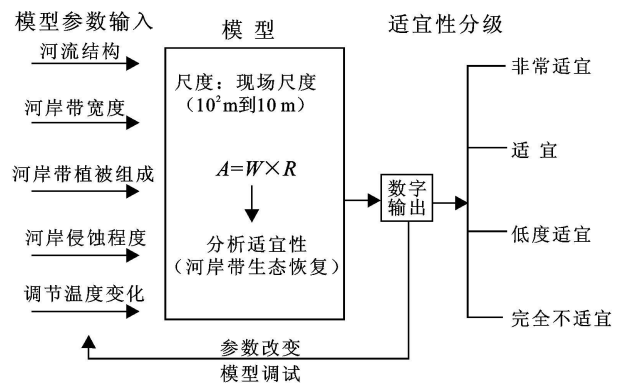 模型参数输入
河流结构
河岸带宽度
河岸带植被组成
河岸侵蚀程度
调节温度变化
模 型
尺度：现场尺度
（10²m到10 m）
A=W×R
分析适宜性
（河岸带生态恢复）
数字
输出
适宜性分级
非常适宜
适 宜
低度适宜
完全不适宜
参数改变
模型调试